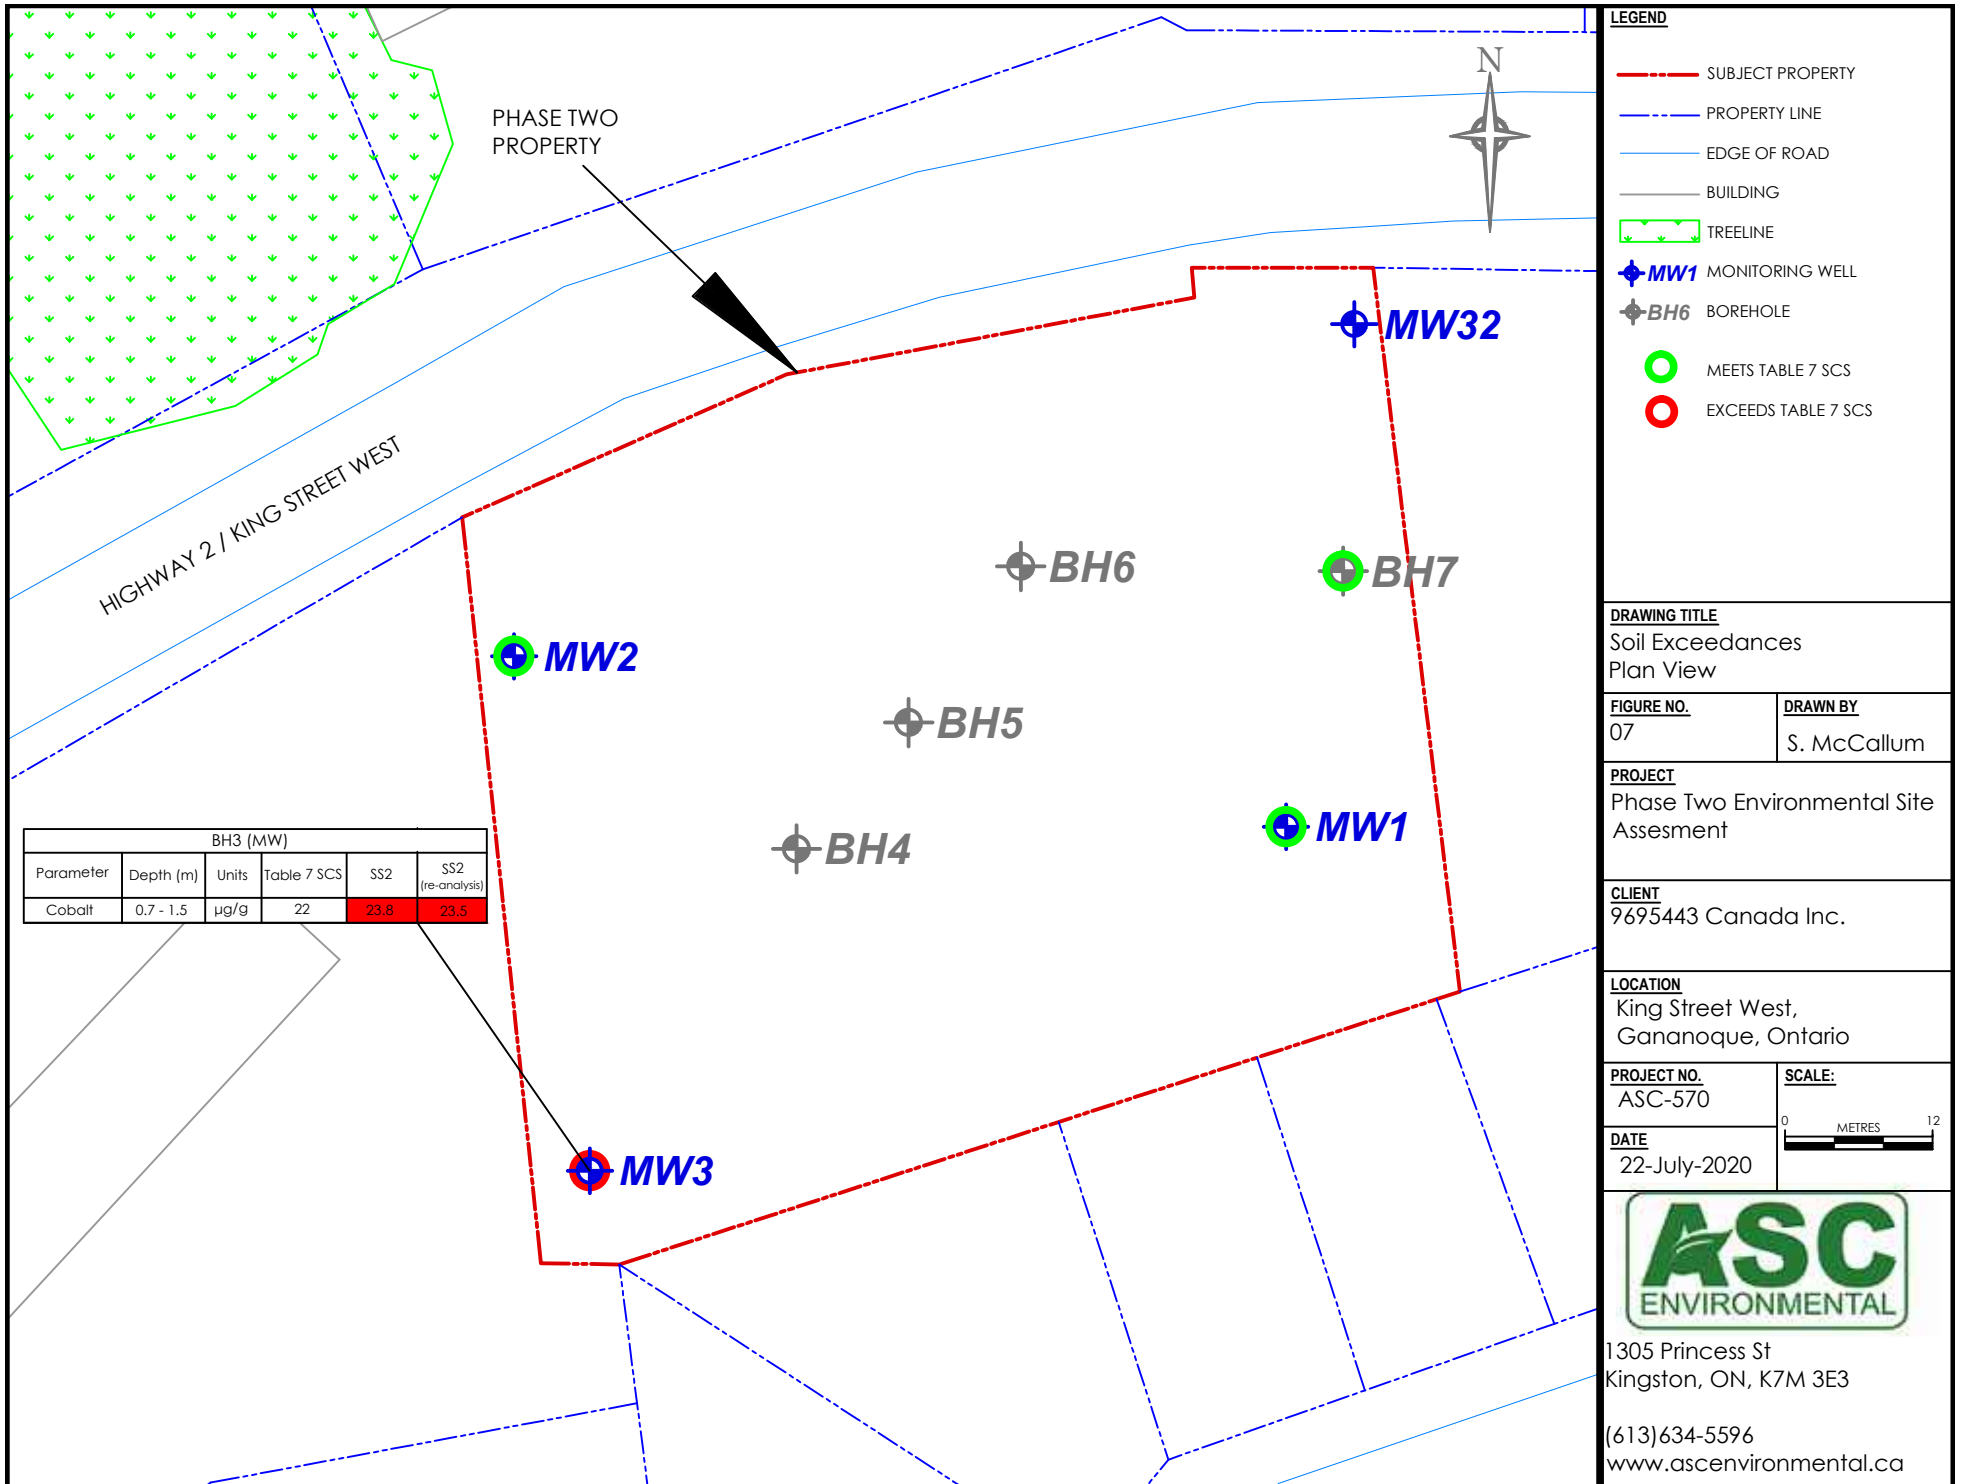 PHASE TWO
PROPERTY
N
HIGHWAY 2 / KING STREET WEST
MW32
BH6
BH7
MW2
BH5
BH4
MW1
MW3
BH3 (MW)
Parameter Depth (m) Units Table 7 SCS SS2 SS2 (re-analysis)
Cobalt 0.7 - 1.5 µg/g 22 23.8 23.5
LEGEND
SUBJECT PROPERTY
PROPERTY LINE
EDGE OF ROAD
BUILDING
TREELINE
MW1 MONITORING WELL
BH6 BOREHOLE
MEETS TABLE 7 SCS
EXCEEDS TABLE 7 SCS
DRAWING TITLE
Soil Exceedances
Plan View
FIGURE NO.
07
DRAWN BY
S. McCallum
PROJECT
Phase Two Environmental Site
Assesment
CLIENT
9695443 Canada Inc.
LOCATION
King Street West,
Gananoque, Ontario
PROJECT NO.
ASC-570
SCALE:
0 METRES 12
DATE
22-July-2020
ASC
ENVIRONMENTAL
1305 Princess St
Kingston, ON, K7M 3E3
(613)634-5596
www.ascenvironmental.ca